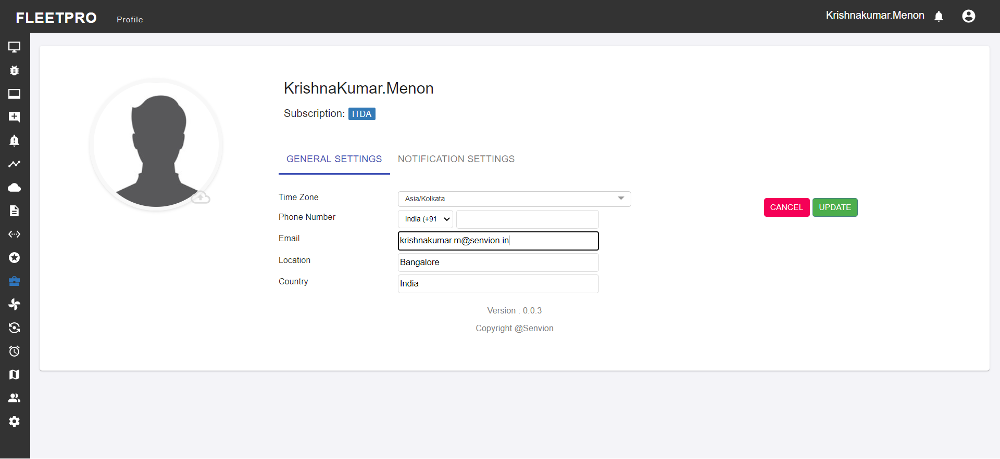 FLEETPRO
Profile
Krishnakumar.Menon
KrishnaKumar.Menon
Subscription: ITDA
GENERAL SETTINGS NOTIFICATION SETTINGS
Time Zone Asia/Kolkata
CANCEL UPDATE
Phone Number India (+91
Email krishnakumar.m@senvion.in
Location Bangalore
Country India
Version : 0.0.3
Copyright @Senvion